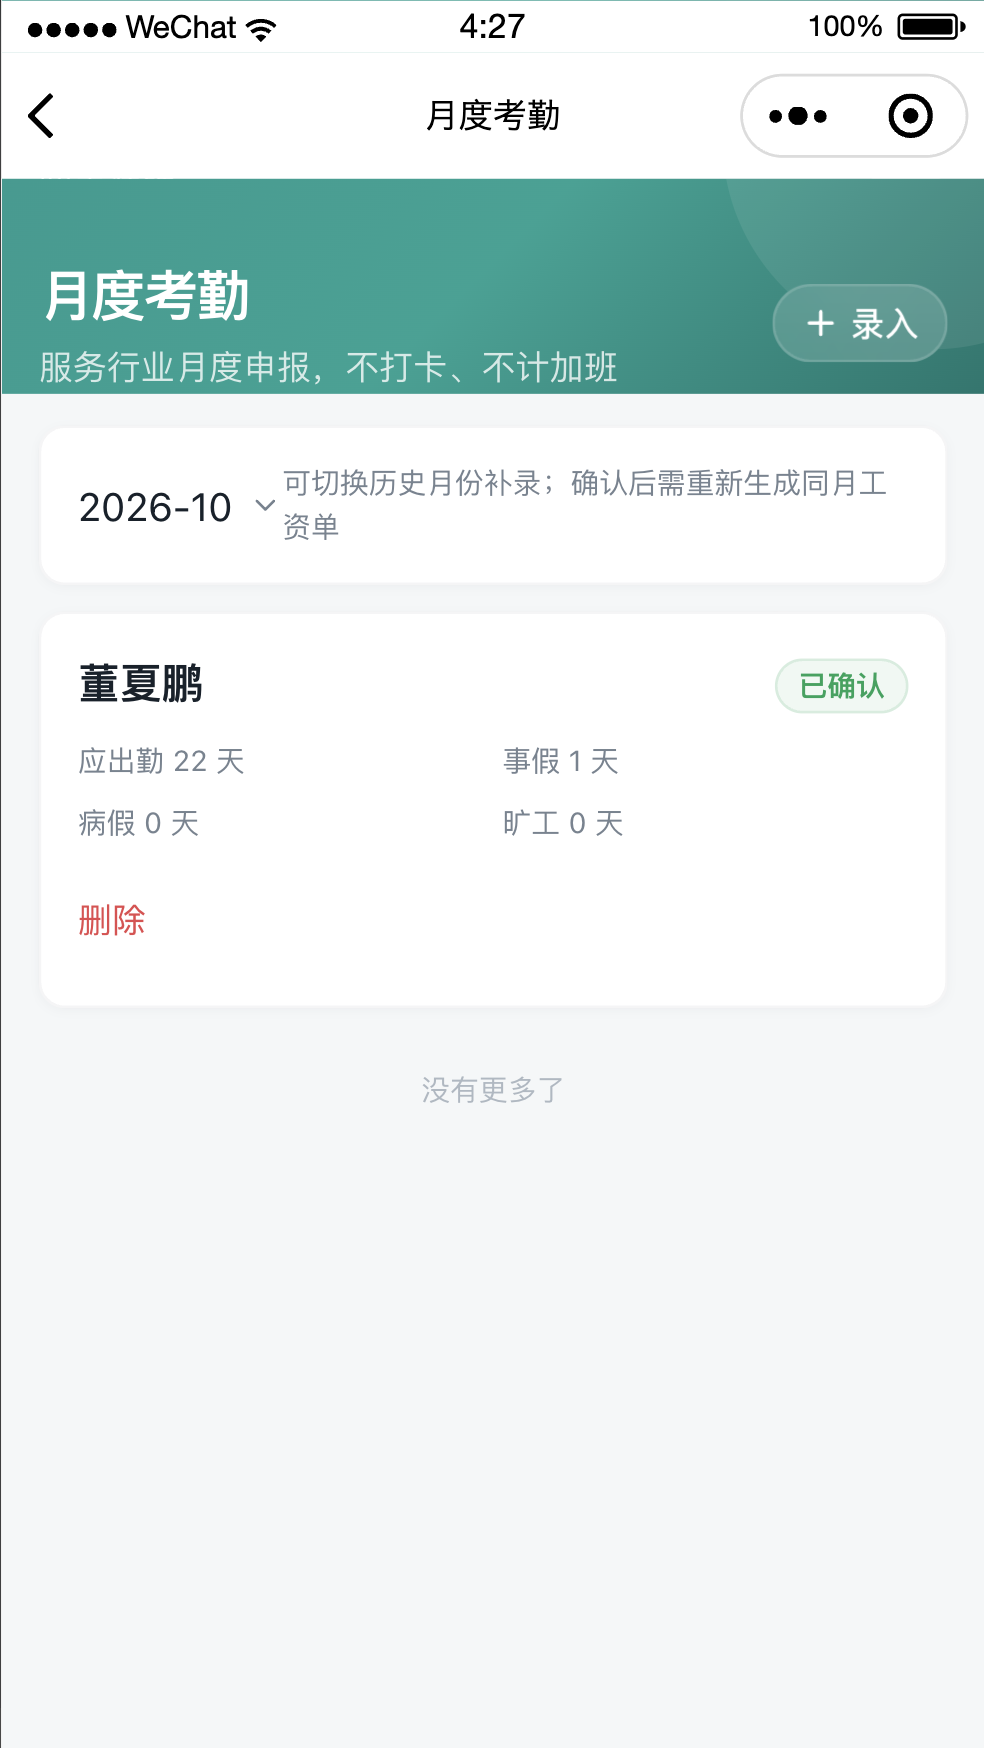 WeChat 4:27 100%
月度考勤
月度考勤
+ 录入
服务行业月度申报，不打卡、不计加班
2026-10
可切换历史月份补录；确认后需重新生成同月工
资单
董夏鹏 已确认
应出勤 22 天 事假 1 天
病假 0 天 旷工 0 天
删除
没有更多了